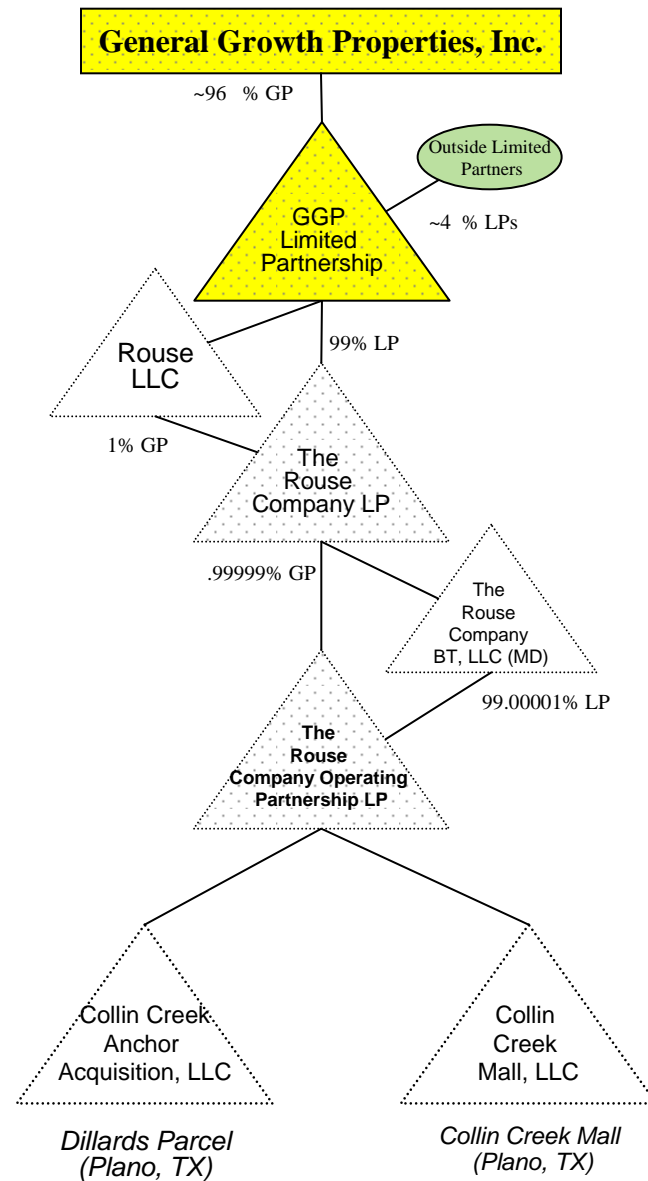 General Growth Properties, Inc.
~96 % GP
Outside Limited
Partners
GGP
Limited
Partnership
~4 % LPs
Rouse
LLC
99% LP
1% GP
The
Rouse
Company LP
.99999% GP
The
Rouse
Company
BT, LLC (MD)
99.00001% LP
The
Rouse
Company Operating
Partnership LP
Collin Creek
Anchor
Acquisition, LLC
Collin
Creek
Mall, LLC
Dillards Parcel
(Plano, TX)
Collin Creek Mall
(Plano, TX)